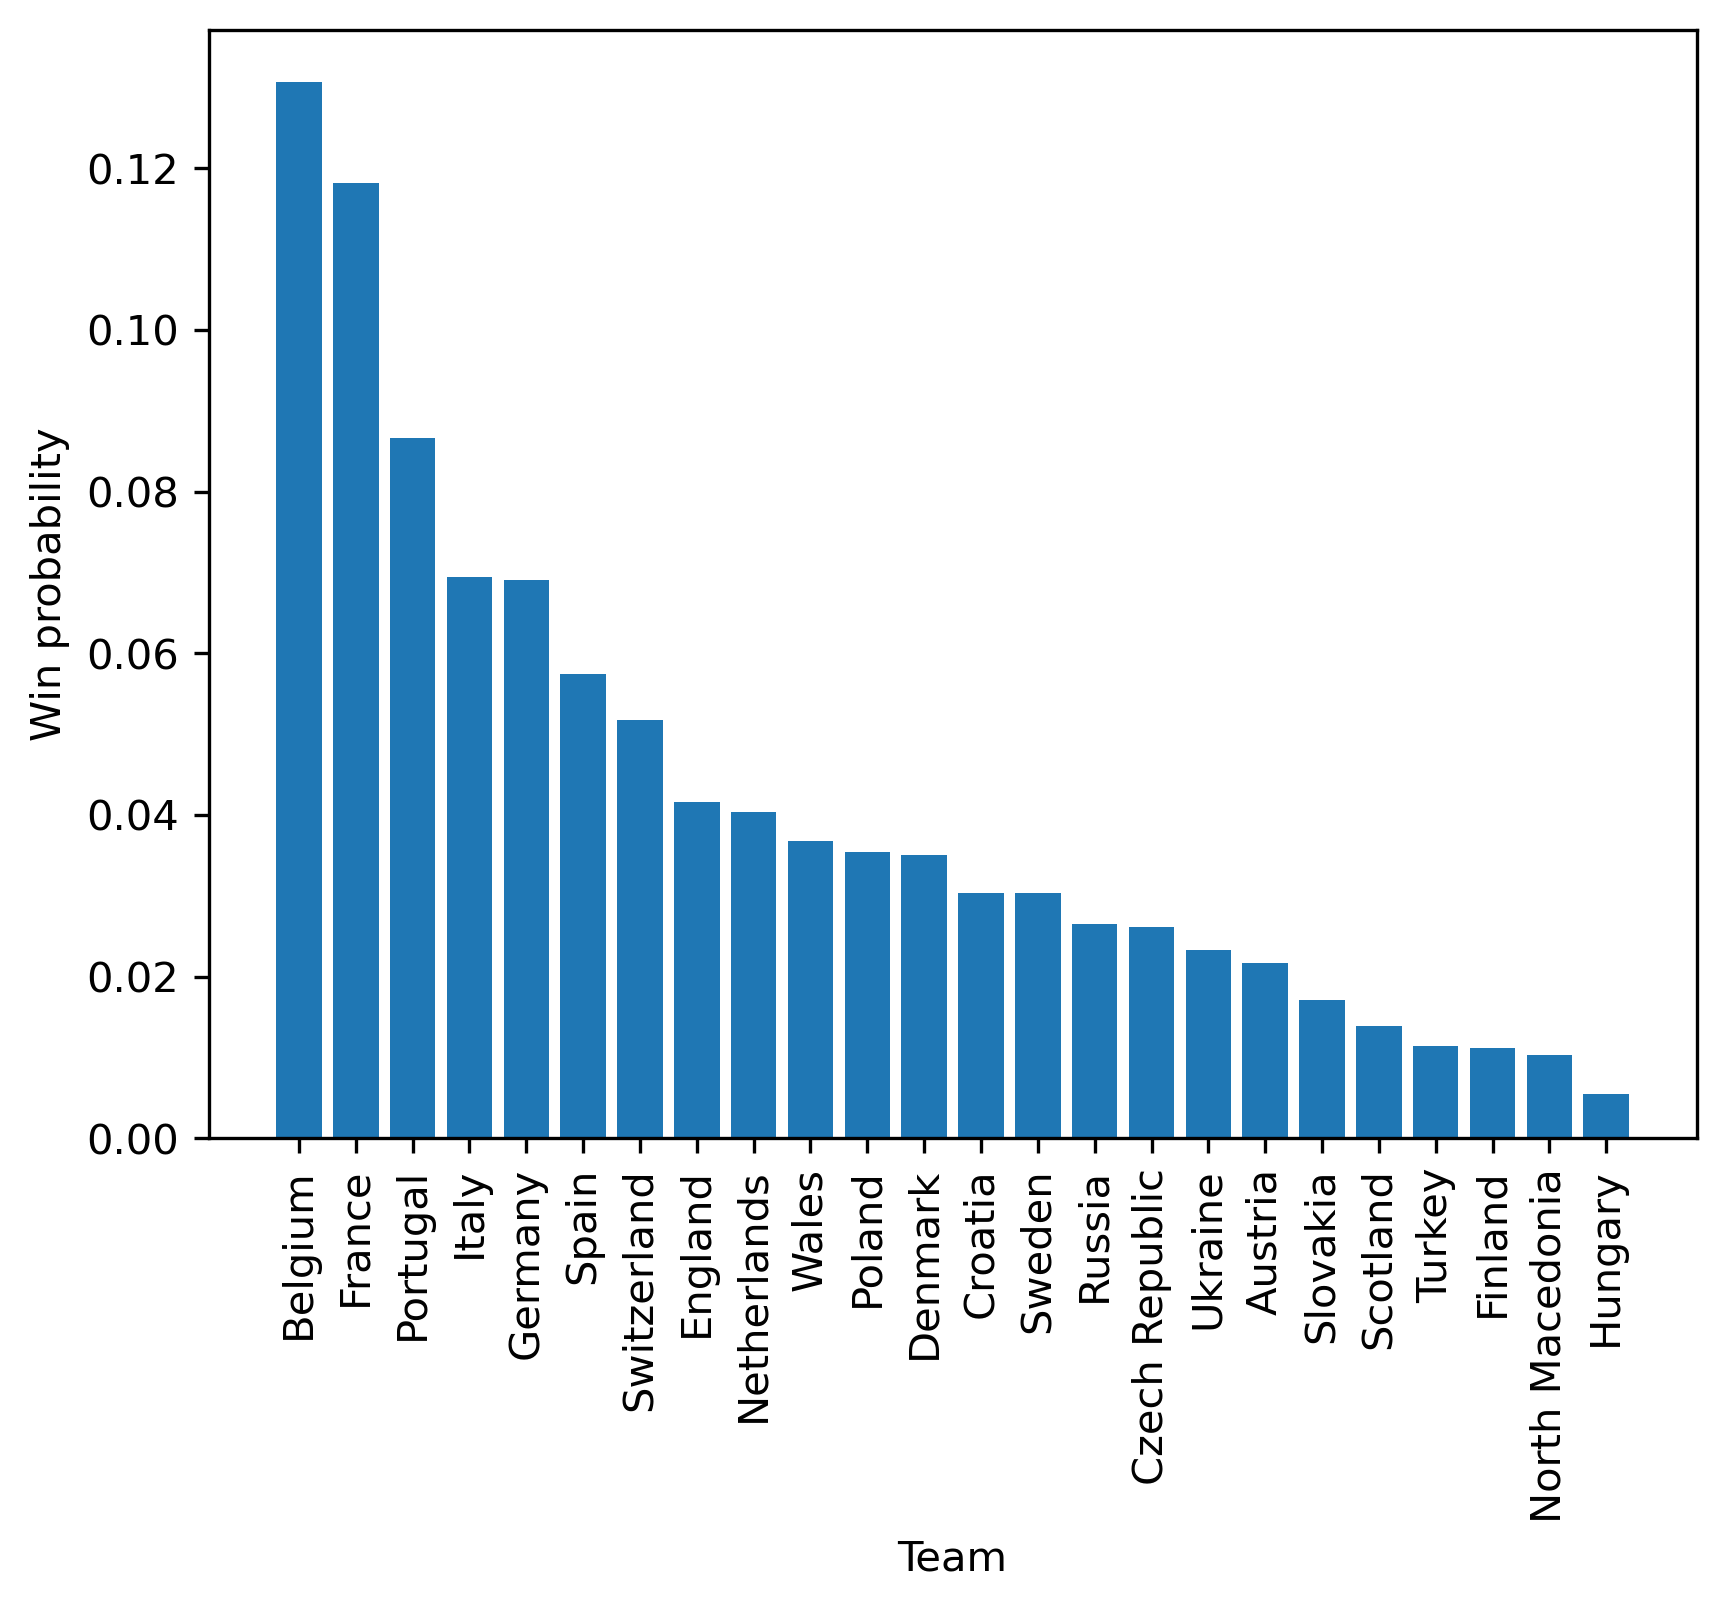 Win probability
0.12
0.10
0.08
0.06
0.04
0.02
0.00
Belgium
France
Portugal
Italy
Germany
Spain
Switzerland
England
Netherlands
Wales
Poland
Denmark
Croatia
Sweden
Russia
Czech Republic
Ukraine
Austria
Slovakia
Scotland
Turkey
Finland
North Macedonia
Hungary
Team